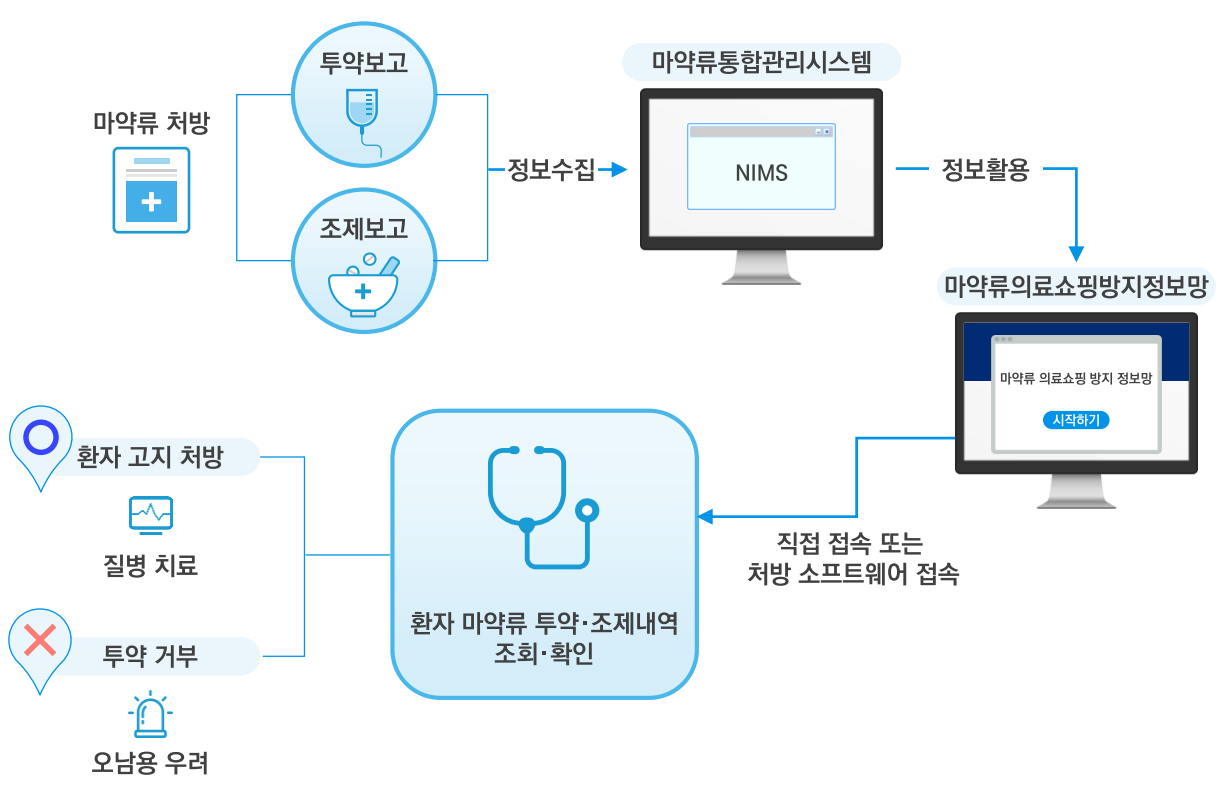 마약류 처방
투약보고
조제보고
정보수집
마약류통합관리시스템
NIMS
정보활용
마약류의료쇼핑방지정보망
마약류 의료쇼핑 방지 정보망
시작하기
직접 접속 또는
처방 소프트웨어 접속
환자 마약류 투약·조제내역
조회·확인
환자 고지 처방
질병 치료
투약 거부
오남용 우려